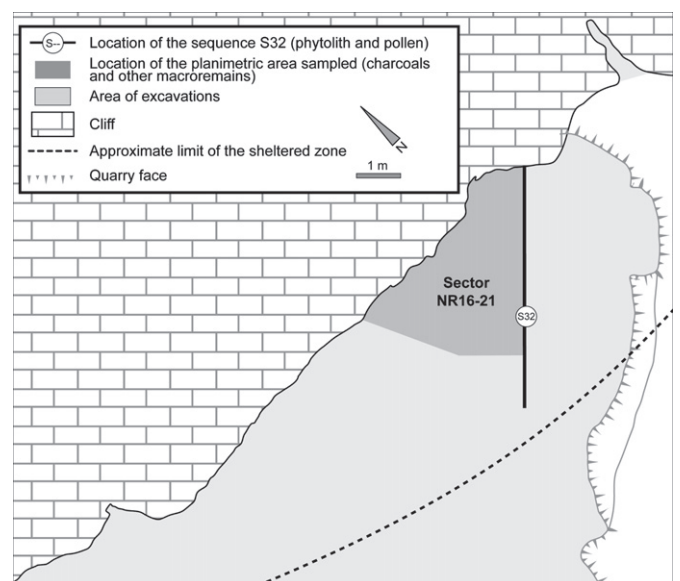 S--
Location of the sequence S32 (phytolith and pollen)
Location of the planimetric area sampled (charcoals
and other macroremains)
Area of excavations
Cliff
Approximate limit of the sheltered zone
Quarry face
N
1 m
Sector
NR16-21
S32